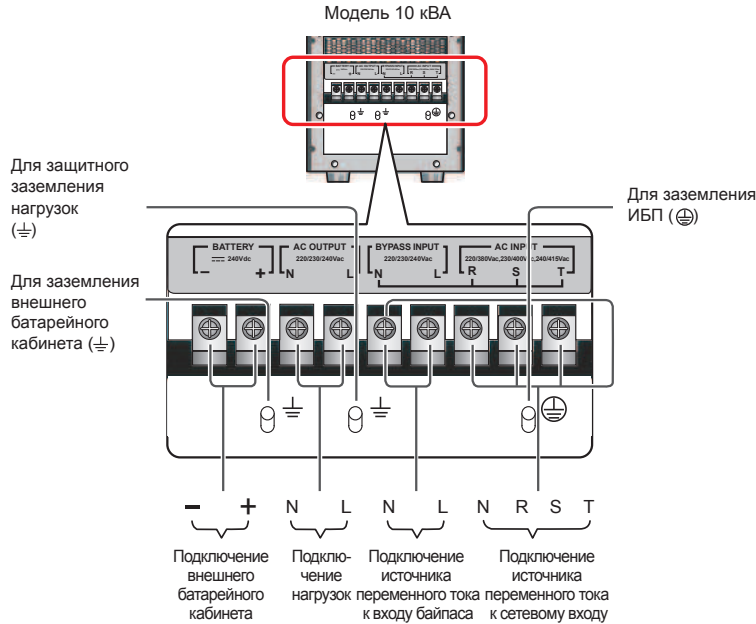 Модель 10 кВА
Для защитного
заземления
нагрузок
(⏚)
Для заземления
внешнего
батарейного
кабинета (⏚)
Для заземления
ИБП (⏚)
BATTERY AC OUTPUT BYPASS INPUT AC INPUT
240Vdc 220/230/240Vac 220/230/240Vac 220/380Vac,230/400Vac,240/415Vac
− + N L N L R S T
− + N L N L N R S T
Подключение
внешнего
батарейного
кабинета
Подклю-
чение
нагрузок
Подключение
источника
переменного тока
к входу байпаса
Подключение
источника
переменного тока
к сетевому входу